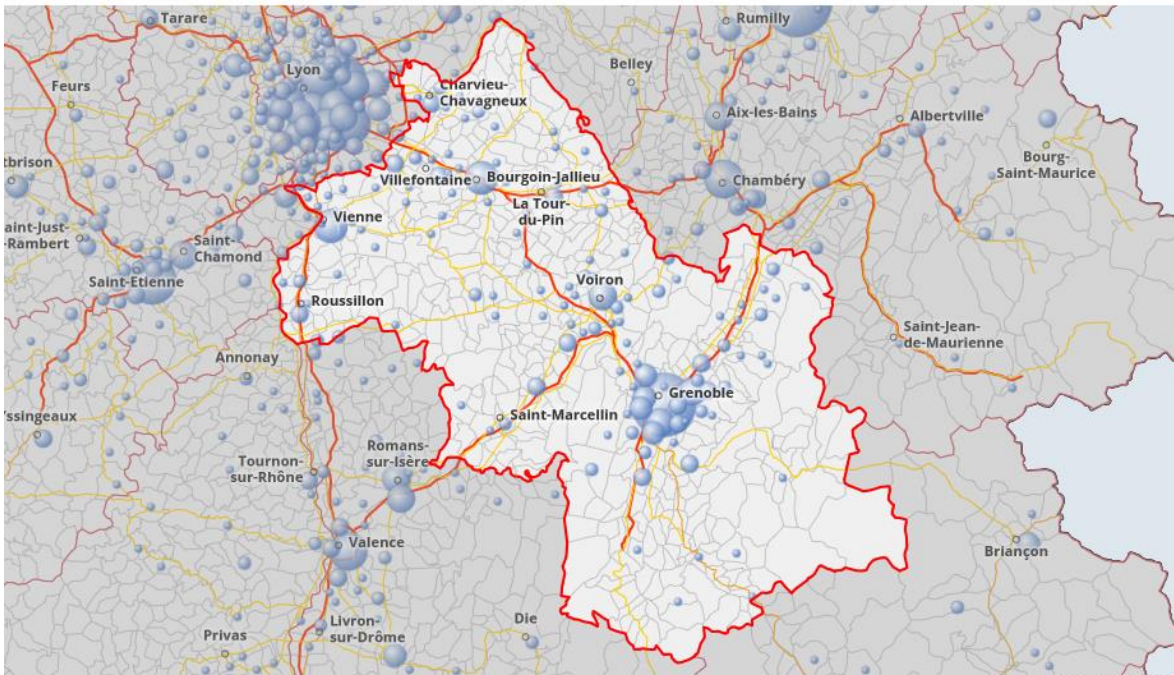 Tarare
Rumilly
Lyon
Belley
Feurs
Charvieu-
Chavagneux
Aix-les-Bains
Albertville
tbrison
Villefontaine
Bourgoin-Jallieu
Chambéry
Bourg-
Saint-Maurice
La Tour-
du-Pin
Vienne
aint-Just-
-Rambert
Saint-
Chamond
Saint-Etienne
Voiron
Roussillon
Saint-Jean-
de-Maurienne
Annonay
Grenoble
Yssingeaux
Saint-Marcellin
Romans-
sur-Isère
Tournon-
sur-Rhône
Valence
Briançon
Livron-
sur-Drôme
Die
Privas